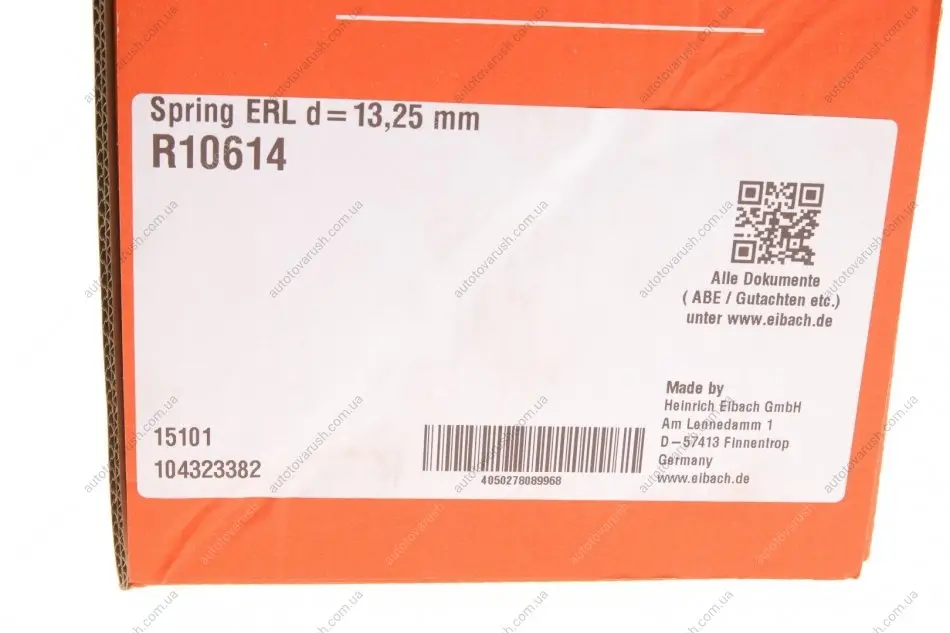 Spring ERL d=13,25 mm
R10614
Alle Dokumente
( ABE / Gutachten etc.)
unter www.eibach.de
Made by
Heinrich Eibach GmbH
Am Lennedamm 1
D-57413 Finnentrop
Germany
www.eibach.de
15101
104323382
4050278089968
autotovarush.com.ua